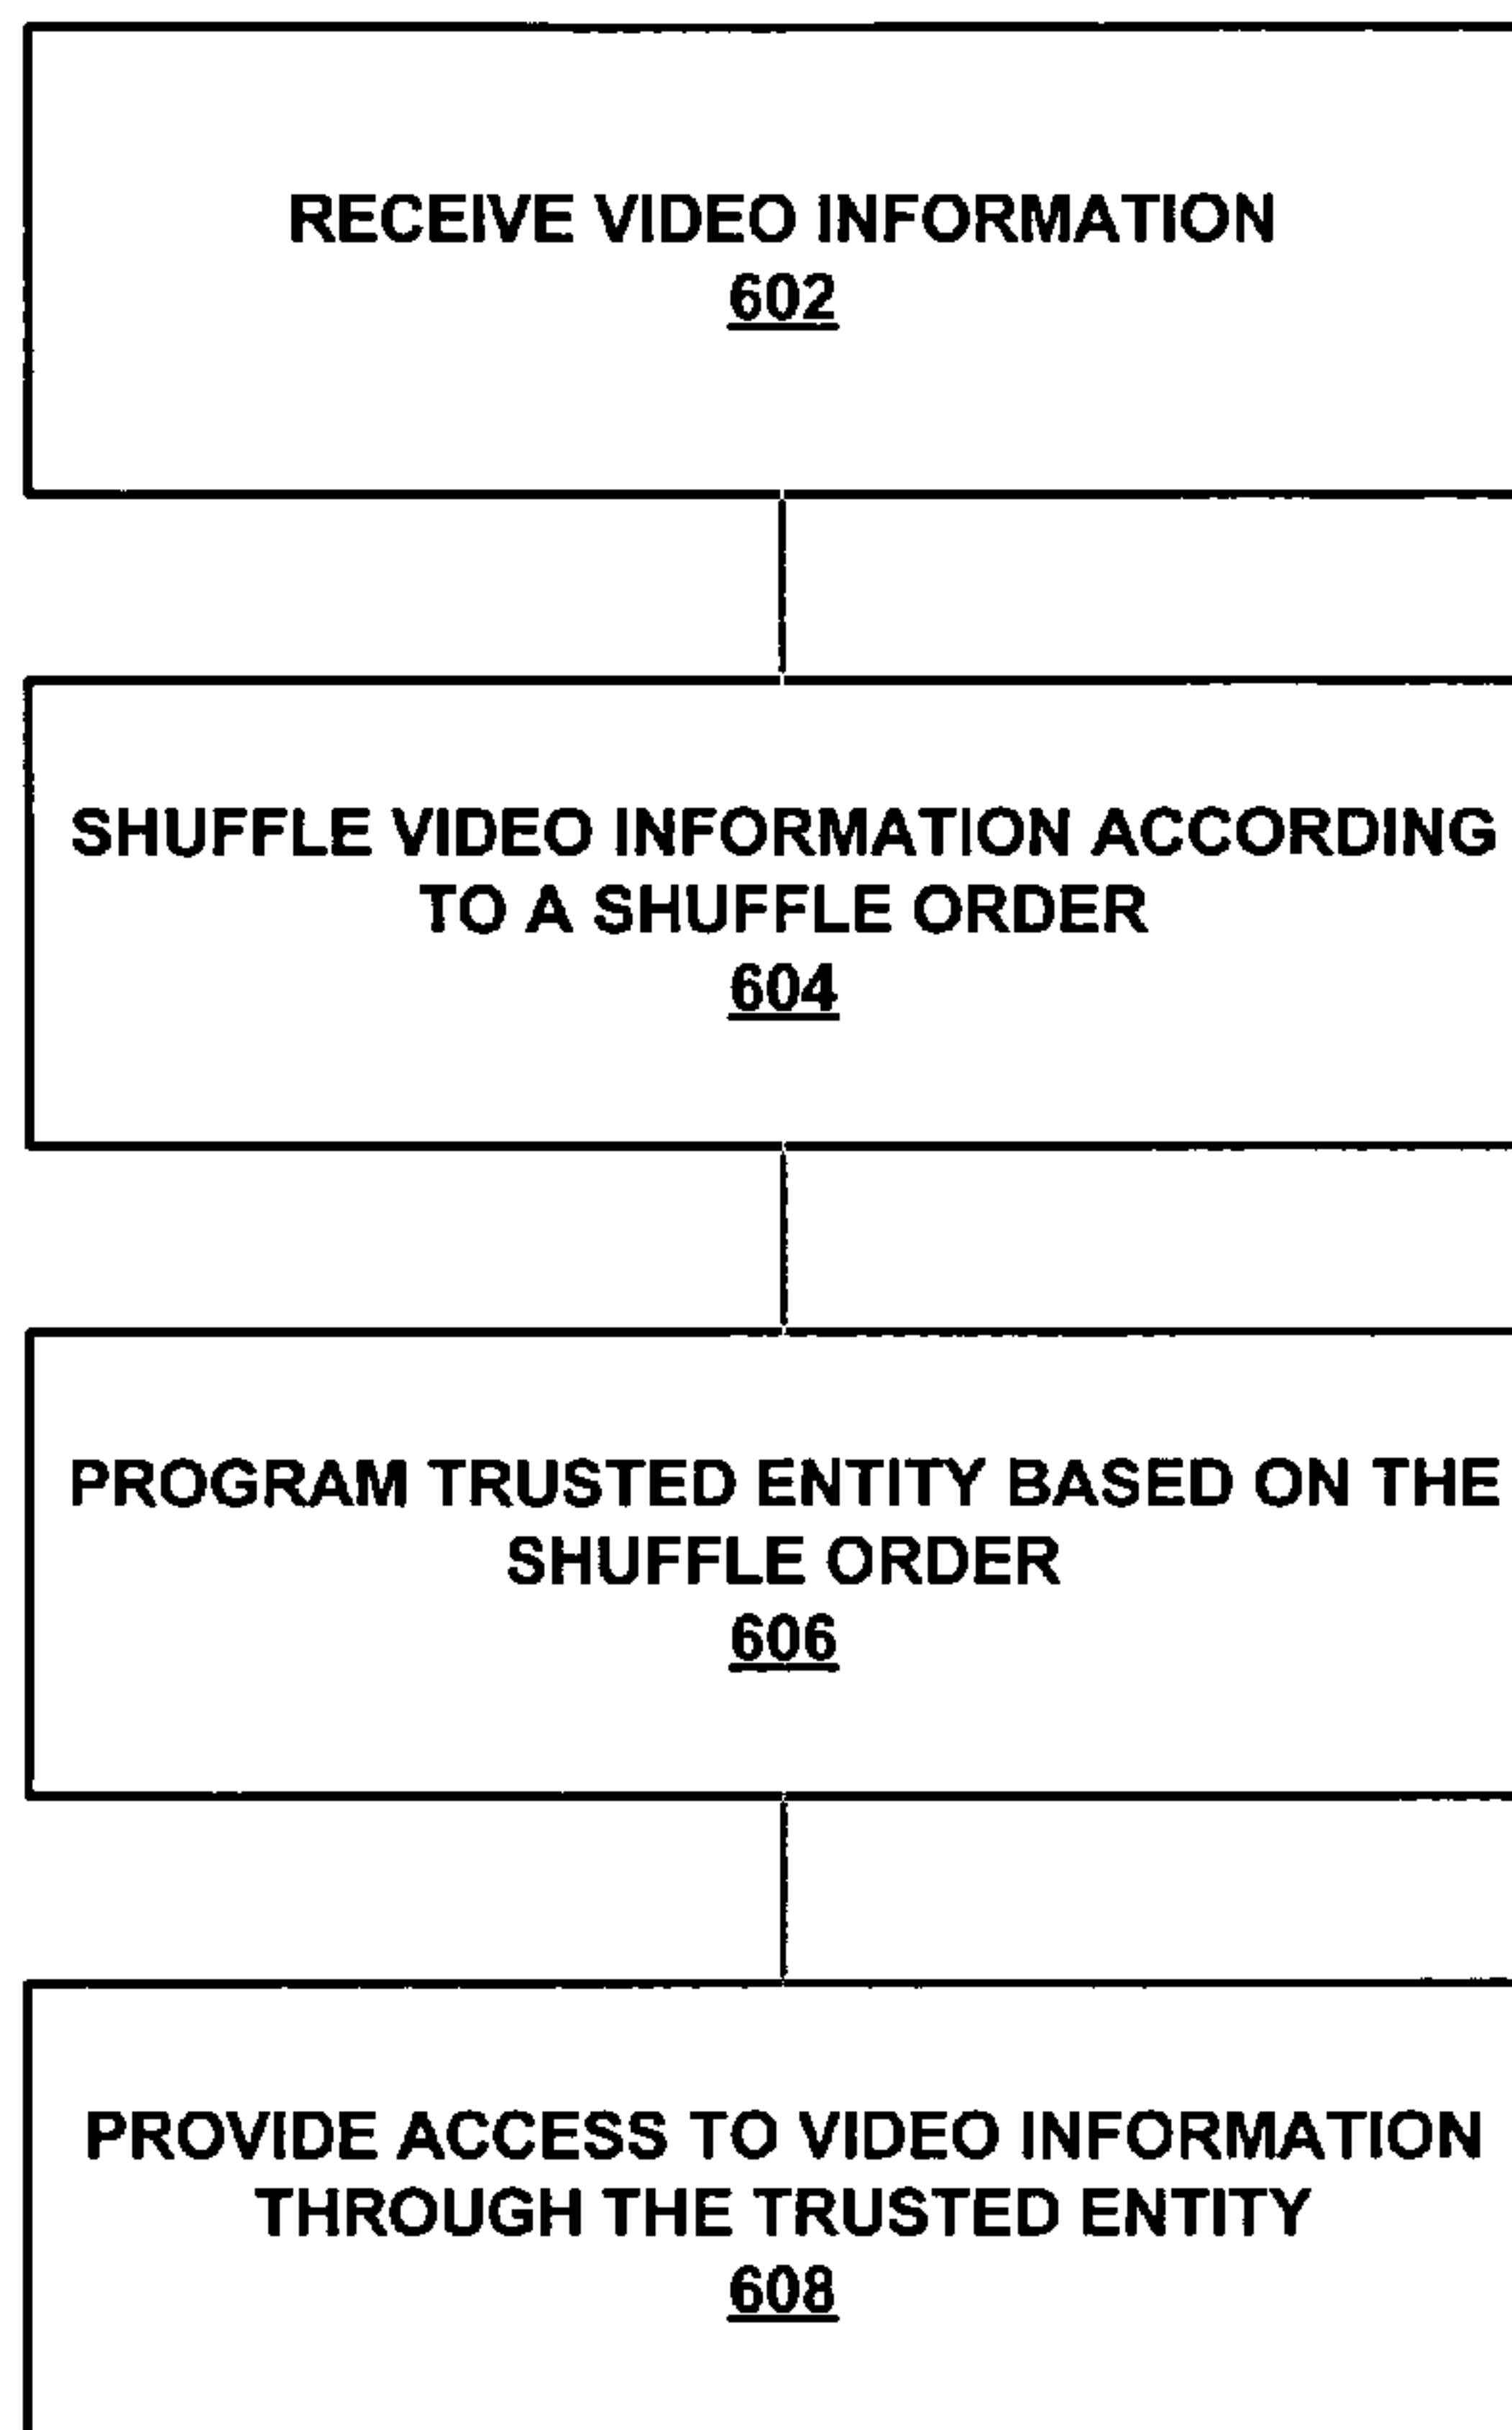 RECEIVE VIDEO INFORMATION
602
SHUFFLE VIDEO INFORMATION ACCORDING
TO A SHUFFLE ORDER
604
PROGRAM TRUSTED ENTITY BASED ON THE
SHUFFLE ORDER
606
PROVIDE ACCESS TO VIDEO INFORMATION
THROUGH THE TRUSTED ENTITY
608